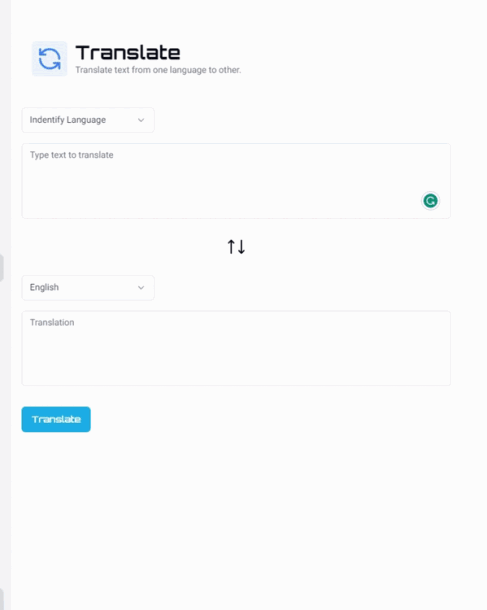 Translate
Translate text from one language to other.
Indentify Language
Type text to translate
English
Translation
Translate